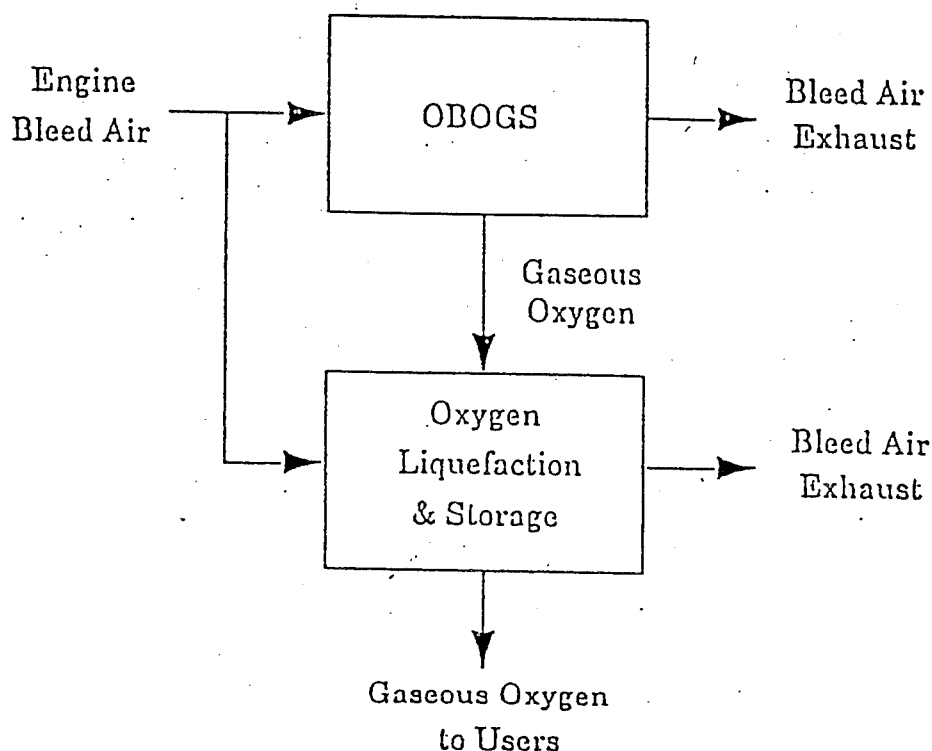 Engine
Bleed Air
OBOGS
Bleed Air
Exhaust
Gaseous
Oxygen
Oxygen
Liquefaction
& Storage
Bleed Air
Exhaust
Gaseous Oxygen
to Users